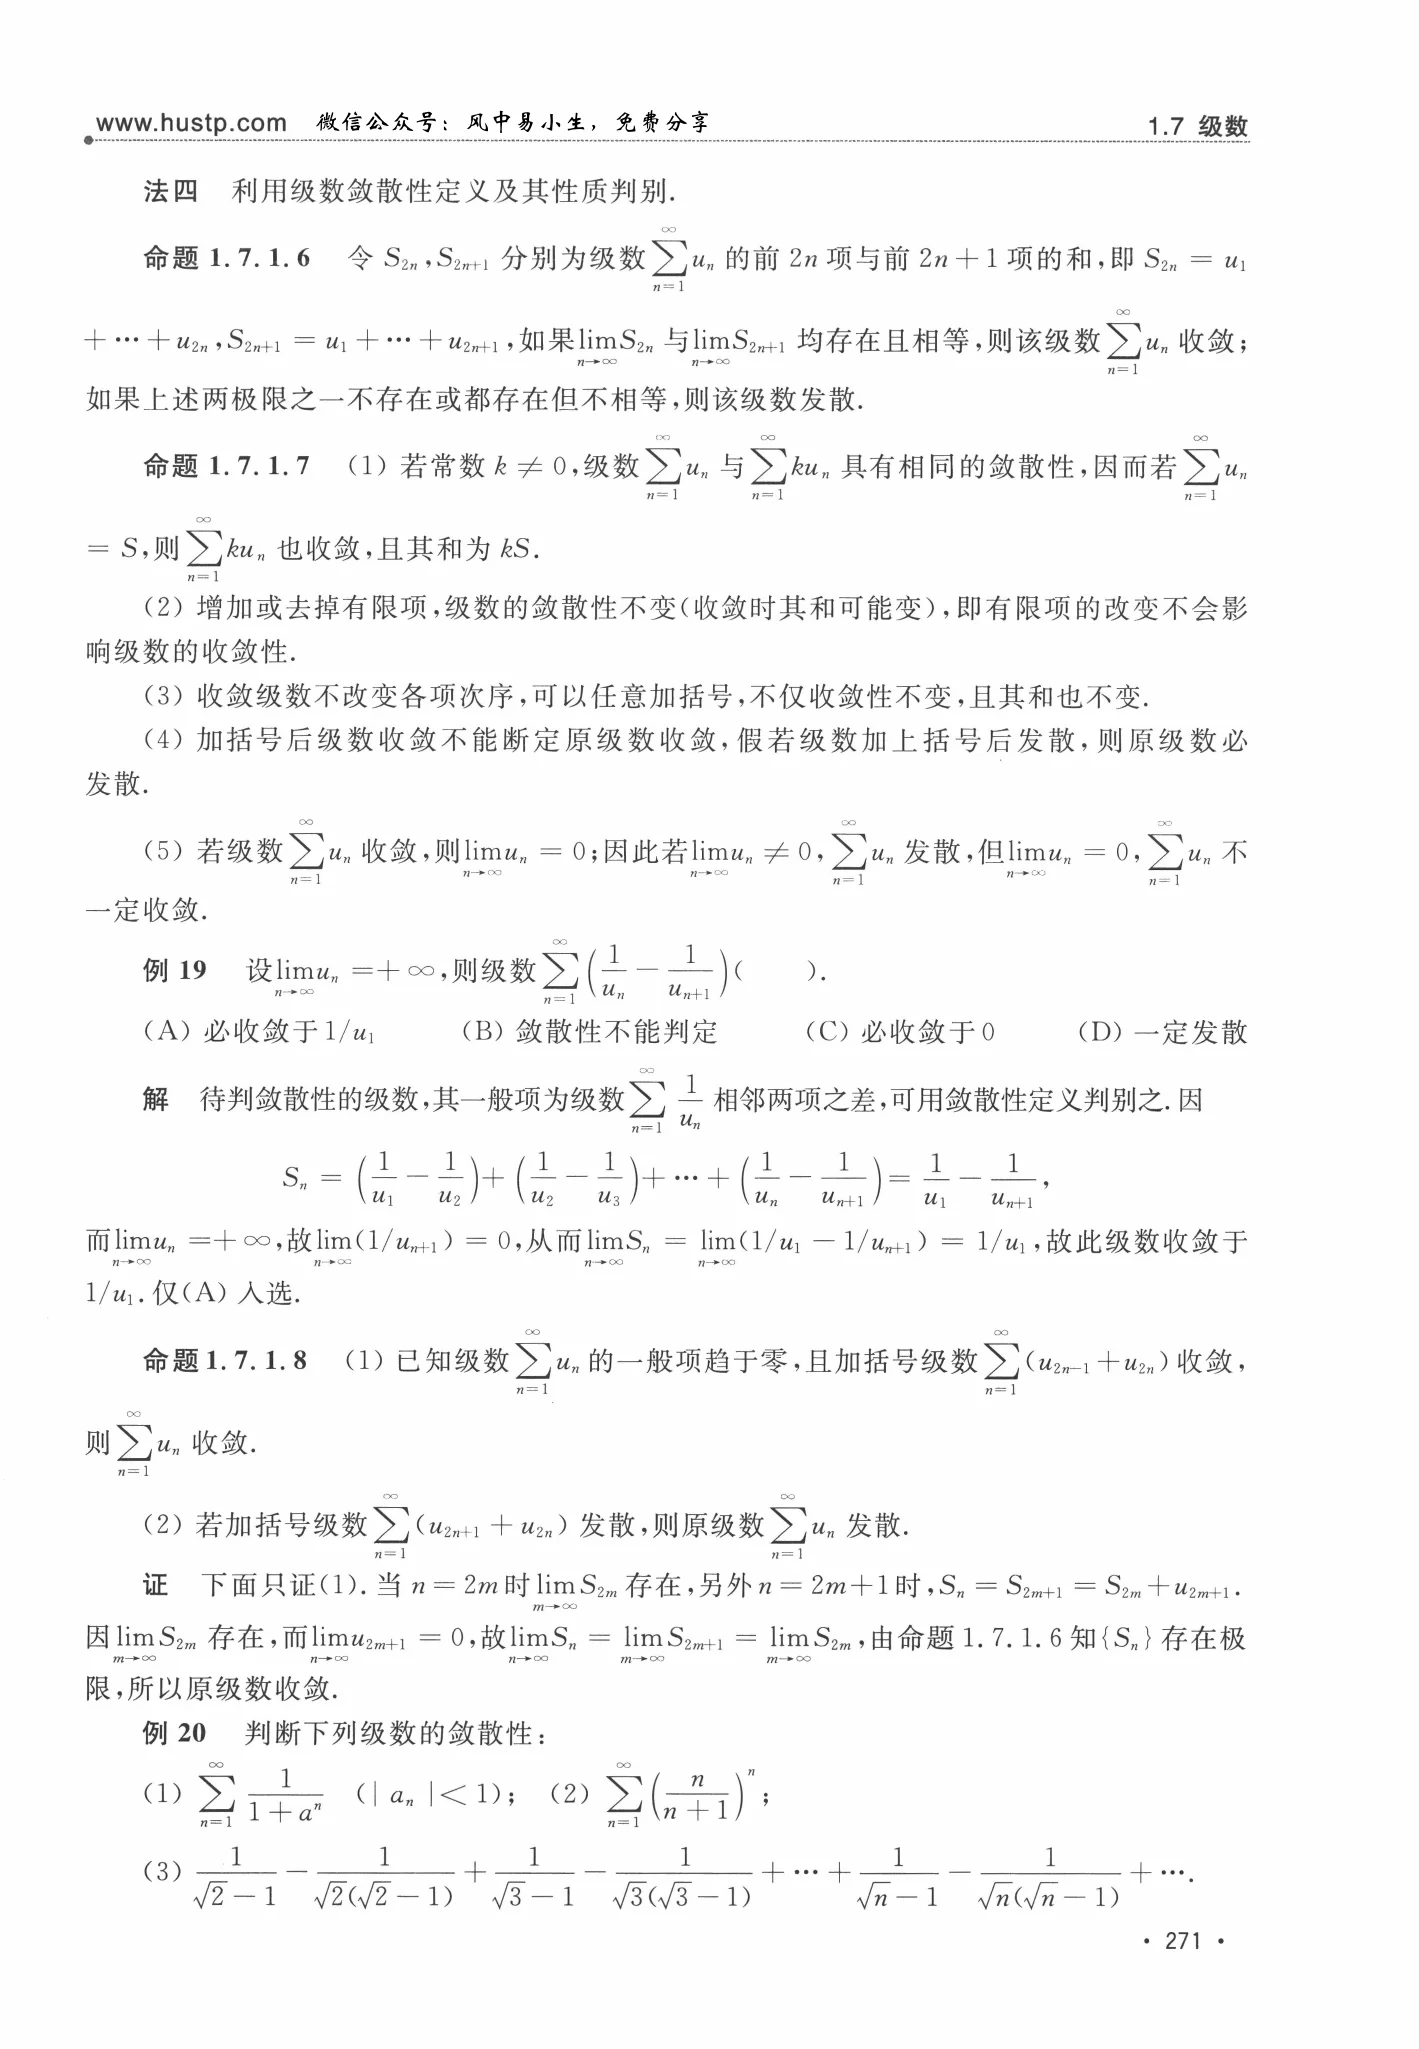 www.hustp.com 微信公众号：风中易小生，免费分享 1.7 级数
法四 利用级数敛散性定义及其性质判别.
命题 1.7.1.6 令 $S_{2n}, S_{2n+1}$ 分别为级数 $\sum_{n=1}^{\infty} u_n$ 的前 2n 项与前 2n+1 项的和,即 $S_{2n} = u_1$
$+ \cdots + u_{2n}, S_{2n+1} = u_1 + \cdots + u_{2n+1}$,如果 $\lim_{n\to\infty} S_{2n}$ 与 $\lim_{n\to\infty} S_{2n+1}$ 均存在且相等,则该级数 $\sum_{n=1}^{\infty} u_n$ 收敛;
如果上述两极限之一不存在或都存在但不相等,则该级数发散.
命题 1.7.1.7 (1) 若常数 $k \neq 0$,级数 $\sum_{n=1}^{\infty} u_n$ 与 $\sum_{n=1}^{\infty} ku_n$ 具有相同的敛散性,因而若 $\sum_{n=1}^{\infty} u_n$
$= S$,则 $\sum_{n=1}^{\infty} ku_n$ 也收敛,且其和为 kS.
(2) 增加或去掉有限项,级数的敛散性不变(收敛时其和可能变),即有限项的改变不会影
响级数的收敛性.
(3) 收敛级数不改变各项次序,可以任意加括号,不仅收敛性不变,且其和也不变.
(4) 加括号后级数收敛不能断定原级数收敛,假若级数加上括号后发散,则原级数必
发散.
(5) 若级数 $\sum_{n=1}^{\infty} u_n$ 收敛,则 $\lim_{n\to\infty} u_n = 0$;因此若 $\lim_{n\to\infty} u_n \neq 0$, $\sum_{n=1}^{\infty} u_n$ 发散,但 $\lim_{n\to\infty} u_n = 0$, $\sum_{n=1}^{\infty} u_n$ 不
一定收敛.
例 19 设 $\lim_{n\to\infty} u_n = +\infty$,则级数 $\sum_{n=1}^{\infty} \left(\frac{1}{u_n} - \frac{1}{u_{n+1}}\right)$( ).
(A) 必收敛于 $1/u_1$ (B) 敛散性不能判定 (C) 必收敛于 0 (D) 一定发散
解 待判敛散性的级数,其一般项为级数 $\sum_{n=1}^{\infty} \frac{1}{u_n}$ 相邻两项之差,可用敛散性定义判别之. 因
$S_n = \left(\frac{1}{u_1} - \frac{1}{u_2}\right) + \left(\frac{1}{u_2} - \frac{1}{u_3}\right) + \cdots + \left(\frac{1}{u_n} - \frac{1}{u_{n+1}}\right) = \frac{1}{u_1} - \frac{1}{u_{n+1}}$,
而 $\lim_{n\to\infty} u_n = +\infty$,故 $\lim_{n\to\infty} (1/u_{n+1}) = 0$,从而 $\lim_{n\to\infty} S_n = \lim_{n\to\infty} (1/u_1 - 1/u_{n+1}) = 1/u_1$,故此级数收敛于
$1/u_1$. 仅(A) 入选.
命题 1.7.1.8 (1) 已知级数 $\sum_{n=1}^{\infty} u_n$ 的一般项趋于零,且加括号级数 $\sum_{n=1}^{\infty} (u_{2n-1} + u_{2n})$ 收敛,
则 $\sum_{n=1}^{\infty} u_n$ 收敛.
(2) 若加括号级数 $\sum_{n=1}^{\infty} (u_{2n+1} + u_{2n})$ 发散,则原级数 $\sum_{n=1}^{\infty} u_n$ 发散.
证 下面只证(1). 当 $n = 2m$ 时 $\lim_{m\to\infty} S_{2m}$ 存在,另外 $n = 2m+1$ 时, $S_n = S_{2m+1} = S_{2m} + u_{2m+1}$.
因 $\lim_{m\to\infty} S_{2m}$ 存在,而 $\lim_{n\to\infty} u_{2m+1} = 0$,故 $\lim_{n\to\infty} S_n = \lim_{m\to\infty} S_{2m+1} = \lim_{m\to\infty} S_{2m}$,由命题 1.7.1.6 知 $\{S_n\}$ 存在极
限,所以原级数收敛.
例 20 判断下列级数的敛散性:
(1) $\sum_{n=1}^{\infty} \frac{1}{1+a^n}$ $(|a_n| < 1)$; (2) $\sum_{n=1}^{\infty} \left(\frac{n}{n+1}\right)^n$;
(3) $\frac{1}{\sqrt{2}-1} - \frac{1}{\sqrt{2}(\sqrt{2}-1)} + \frac{1}{\sqrt{3}-1} - \frac{1}{\sqrt{3}(\sqrt{3}-1)} + \cdots + \frac{1}{\sqrt{n}-1} - \frac{1}{\sqrt{n}(\sqrt{n}-1)} + \cdots$.
· 271 ·